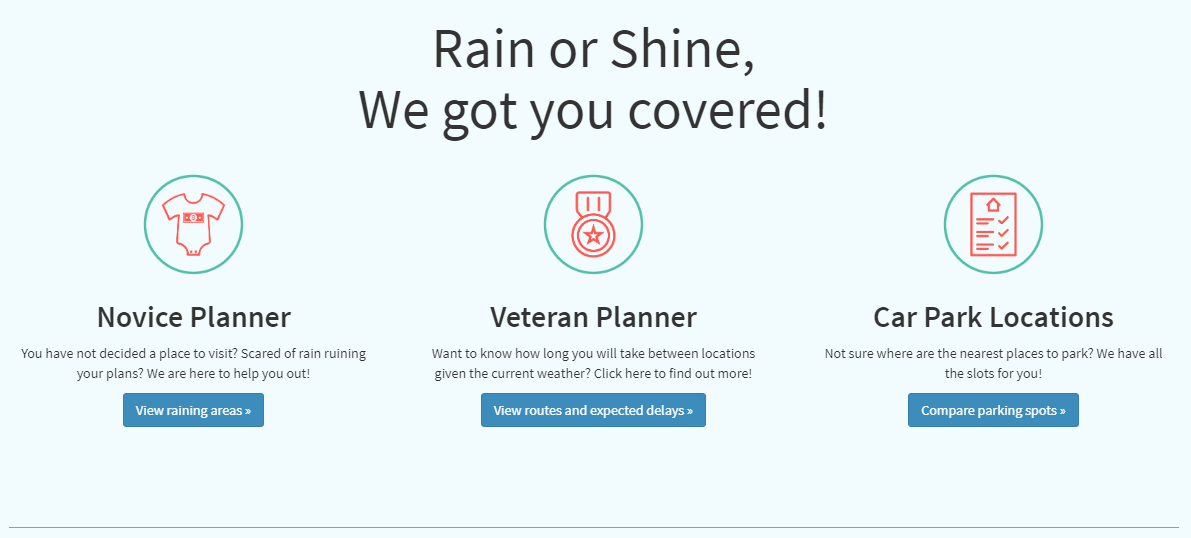 Rain or Shine,
We got you covered!
Novice Planner
You have not decided a place to visit? Scared of rain ruining
your plans? We are here to help you out!
View raining areas »
Veteran Planner
Want to know how long you will take between locations
given the current weather? Click here to find out more!
View routes and expected delays »
Car Park Locations
Not sure where are the nearest places to park? We have all
the slots for you!
Compare parking spots »